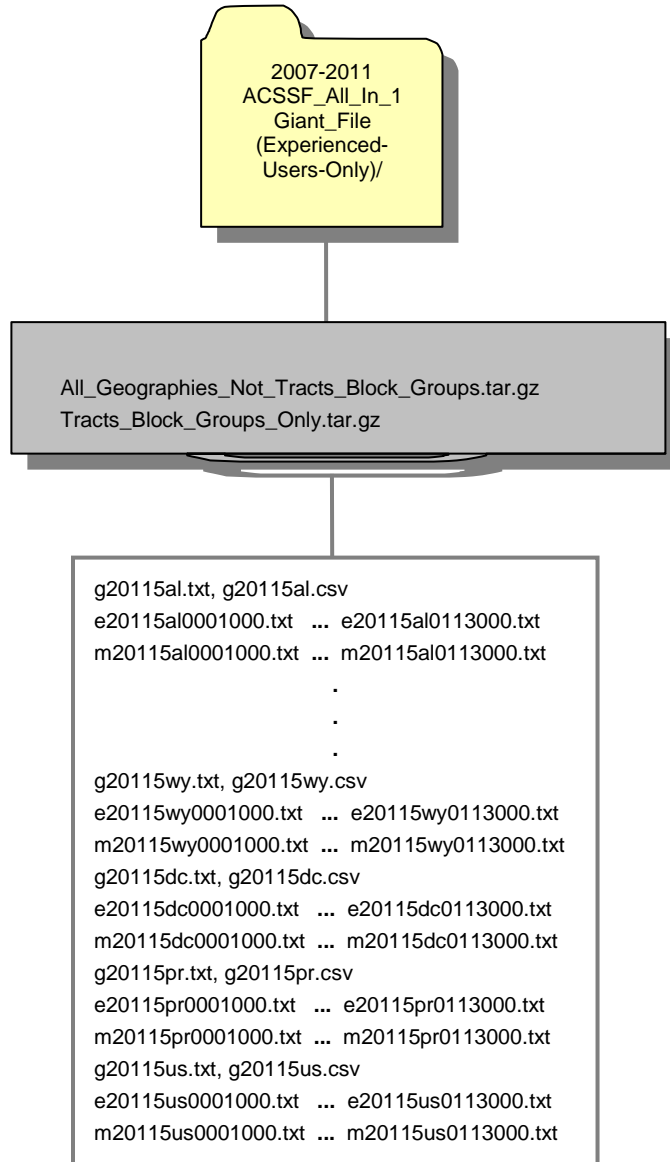 2007-2011
ACSSF_All_In_1
Giant_File
(Experienced-
Users-Only)/
All_Geographies_Not_Tracts_Block_Groups.tar.gz
Tracts_Block_Groups_Only.tar.gz
g20115al.txt, g20115al.csv
e20115al0001000.txt ... e20115al0113000.txt
m20115al0001000.txt ... m20115al0113000.txt
.
.
.
g20115wy.txt, g20115wy.csv
e20115wy0001000.txt ... e20115wy0113000.txt
m20115wy0001000.txt ... m20115wy0113000.txt
g20115dc.txt, g20115dc.csv
e20115dc0001000.txt ... e20115dc0113000.txt
m20115dc0001000.txt ... m20115dc0113000.txt
g20115pr.txt, g20115pr.csv
e20115pr0001000.txt ... e20115pr0113000.txt
m20115pr0001000.txt ... m20115pr0113000.txt
g20115us.txt, g20115us.csv
e20115us0001000.txt ... e20115us0113000.txt
m20115us0001000.txt ... m20115us0113000.txt